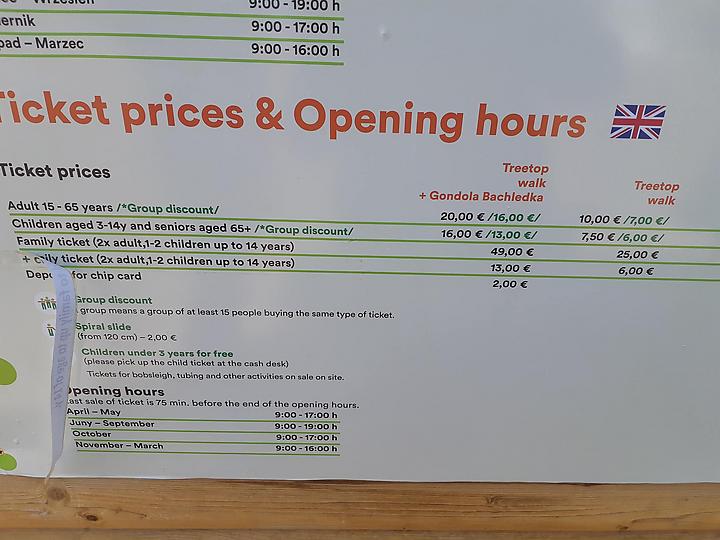 Wrzesień 9:00 - 19:00 h
9:00 - 17:00 h
Marzec 9:00 - 16:00 h
Ticket prices & Opening hours
Ticket prices
Treetop walk + Gondola Bachledka
Treetop walk
Adult 15 - 65 years /*Group discount/ 20,00 € /16,00 €/ 10,00 € /7,00 €/
Children aged 3-14y and seniors aged 65+ /*Group discount/ 16,00 € /13,00 €/ 7,50 € /6,00 €/
Family ticket (2x adult,1-2 children up to 14 years) 49,00 € 25,00 €
+ ticket (2x adult,1-2 children up to 14 years) 13,00 € 6,00 €
for chip card 2,00 €
Group discount
group means a group of at least 15 people buying the same type of ticket.
Spiral slide
(from 120 cm) – 2,00 €
Children under 3 years for free
(please pick up the child ticket at the cash desk)
Tickets for bobsleigh, tubing and other activities on sale on site.
Opening hours
Last sale of ticket is 75 min. before the end of the opening hours.
April – May 9:00 - 17:00 h
Juny – September 9:00 - 19:00 h
October 9:00 - 17:00 h
November – March 9:00 - 16:00 h